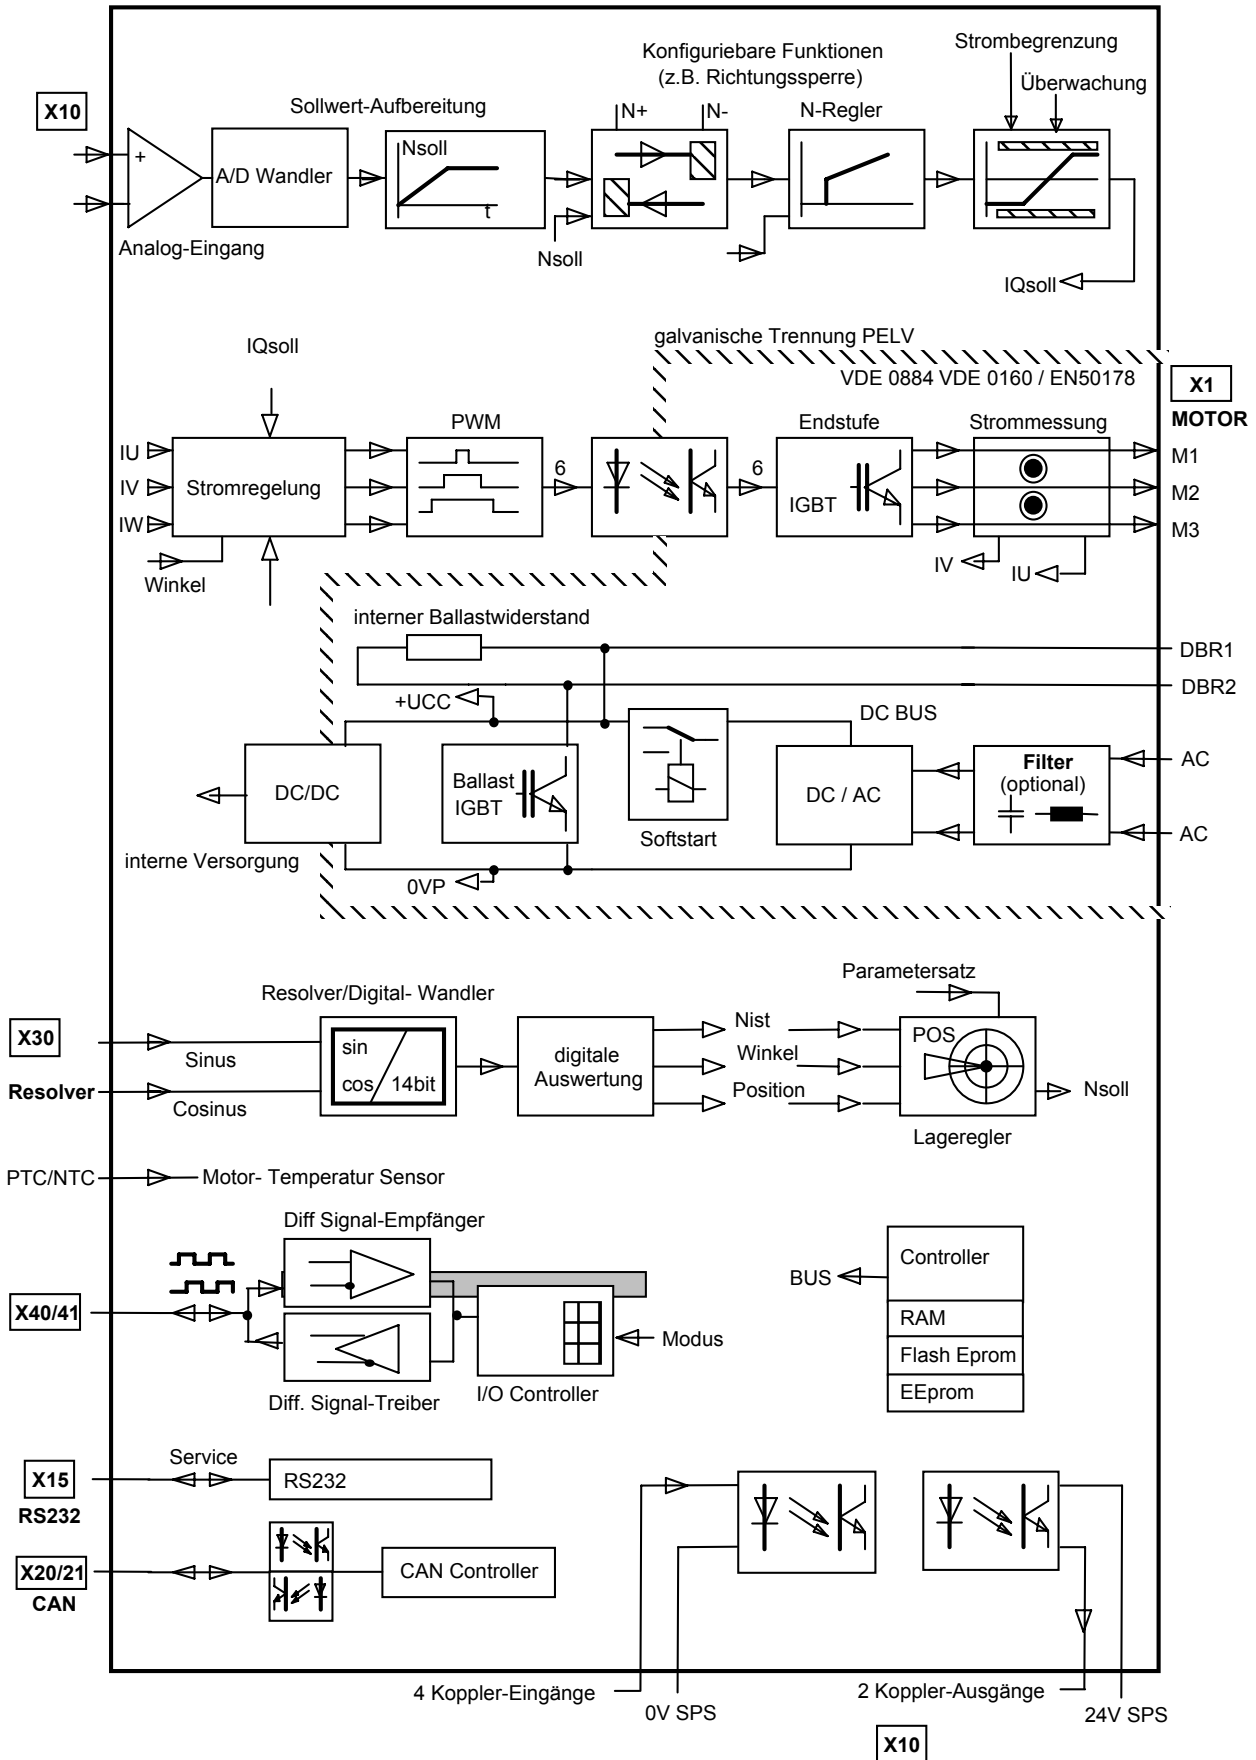 Konfiguriebare Funktionen
(z.B. Richtungssperre)
Strombegrenzung
Überwachung
X10
Sollwert-Aufbereitung
N+
N-
N-Regler
+
A/D Wandler
Nsoll
t
Analog-Eingang
Nsoll
IQsoll
galvanische Trennung PELV
VDE 0884 VDE 0160 / EN50178
IQsoll
X1
MOTOR
PWM
Endstufe
Strommessung
IU
IV
IW
Stromregelung
6
6
IGBT
M1
M2
M3
Winkel
IV
IU
interner Ballastwiderstand
DBR1
DBR2
+UCC
DC BUS
DC/DC
Ballast
IGBT
Softstart
DC / AC
Filter
(optional)
AC
AC
interne Versorgung
0VP
Parametersatz
Resolver/Digital- Wandler
X30
Resolver
Sinus
Cosinus
sin
cos
14bit
digitale
Auswertung
Nist
Winkel
Position
POS
Nsoll
Lageregler
PTC/NTC
Motor- Temperatur Sensor
Diff Signal-Empfänger
X40/41
Modus
Diff. Signal-Treiber
I/O Controller
BUS
Controller
RAM
Flash Eprom
EEprom
Service
X15
RS232
RS232
X20/21
CAN
CAN Controller
4 Koppler-Eingänge
0V SPS
2 Koppler-Ausgänge
24V SPS
X10